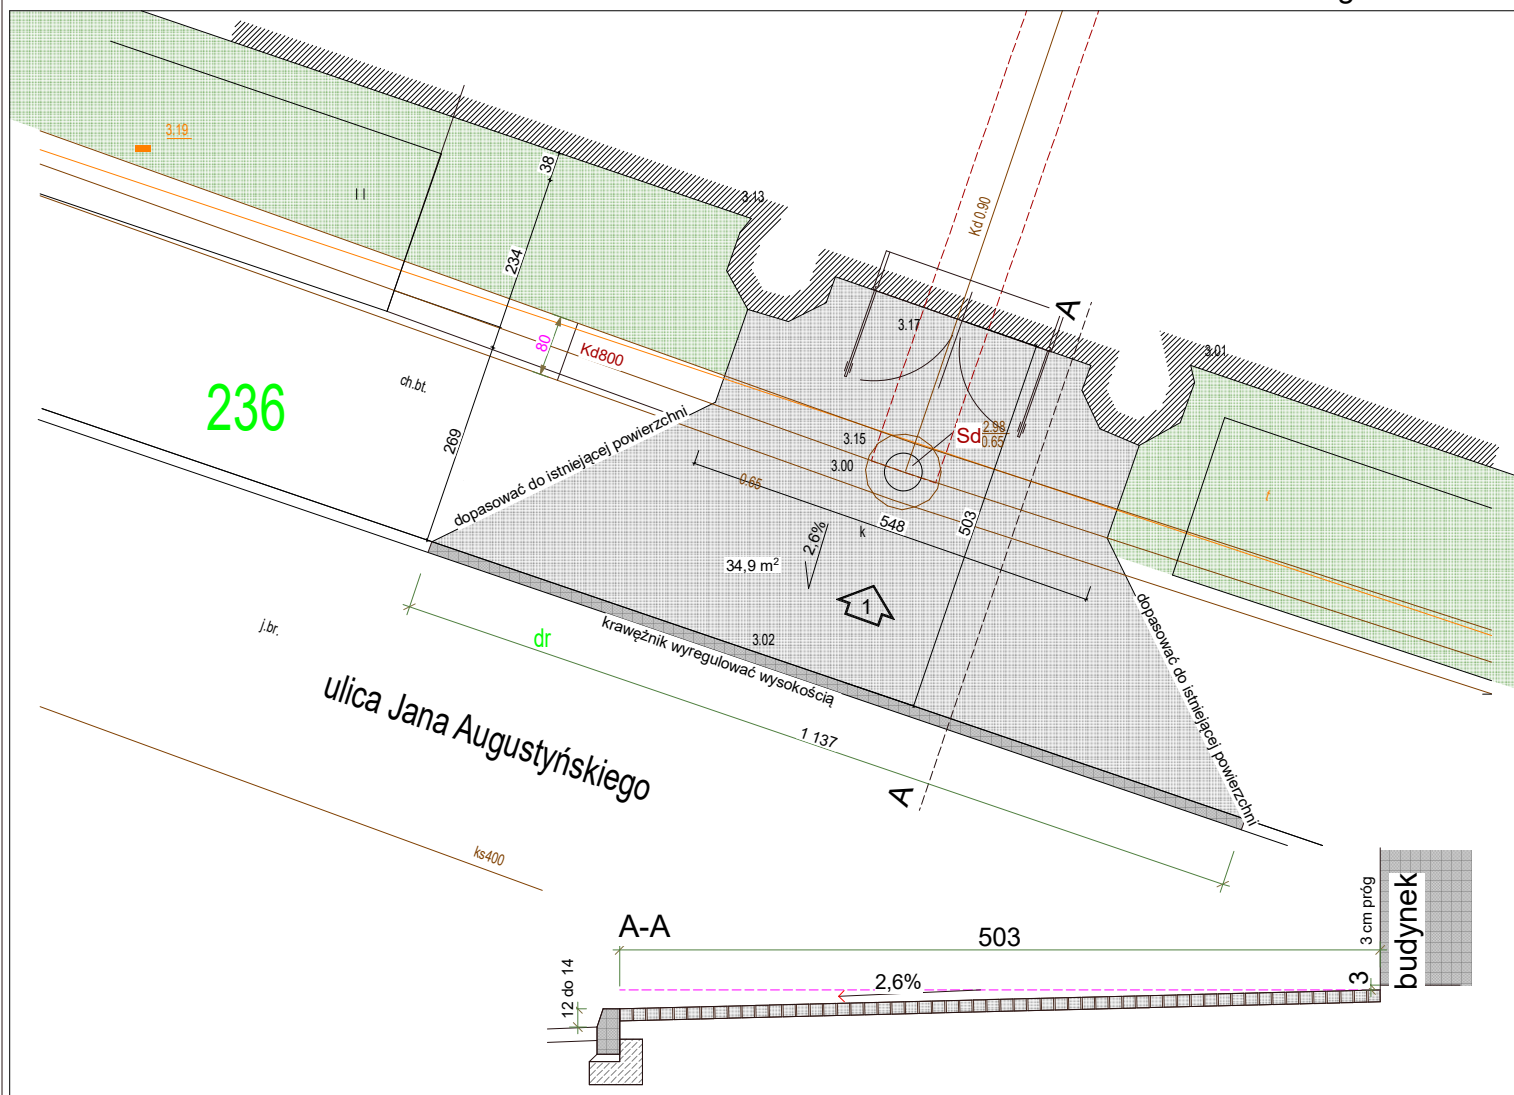 3.19
I I
38
3.13
234
Kd 0.90
A
3.17
3.01
80
Kd800
236
ch.bt.
269
dopasować do istniejącej powierzchni
3.15
3.00
Sd 2.98
0.65
0.65
548
503
k
2,6%
34,9 m²
1
f
dopasować do istniejącej powierzchni
j.br.
dr
krawężnik wyregulować wysokością
3.02
ulica Jana Augustyńskiego
1 137
A
ks400
A-A
503
3 cm próg
budynek
12 do 14
2,6%
3